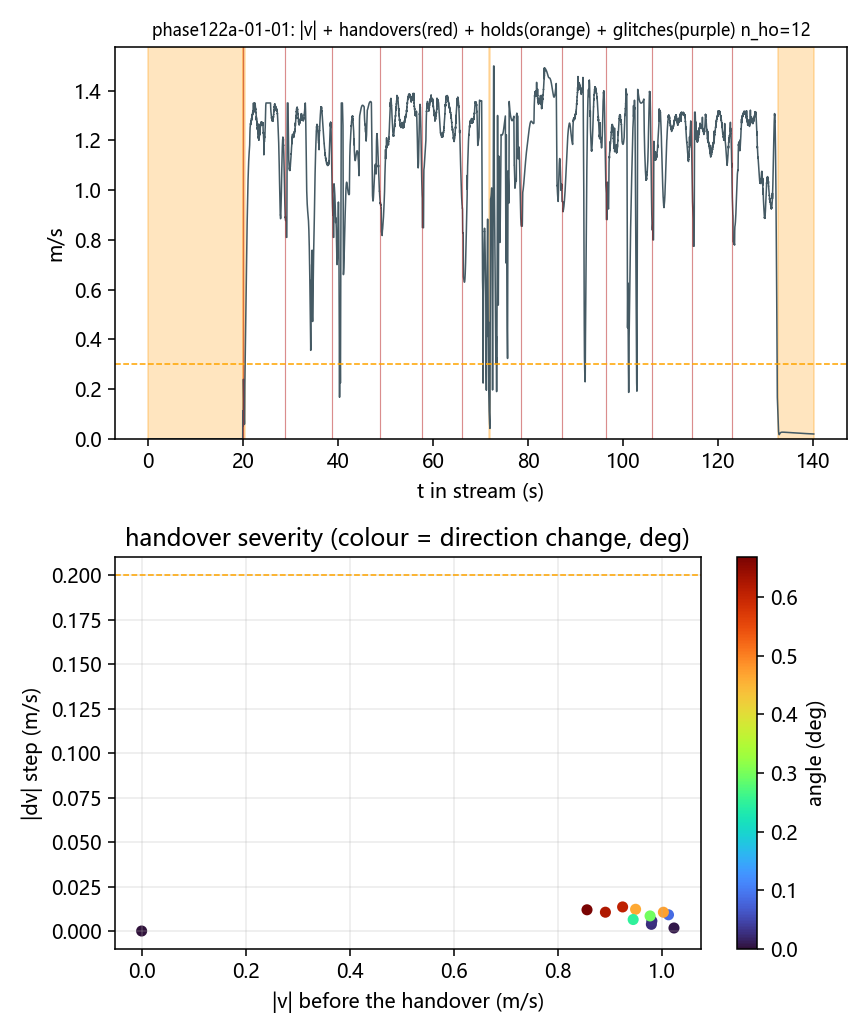 phase122a-01-01: |v| + handovers(red) + holds(orange) + glitches(purple) n_ho=12
1.4
1.2
1.0
0.8
0.6
0.4
0.2
0.0
m/s
0 20 40 60 80 100 120 140
t in stream (s)
handover severity (colour = direction change, deg)
0.200
0.175
0.150
0.125
0.100
0.075
0.050
0.025
0.000
|dv| step (m/s)
0.0 0.2 0.4 0.6 0.8 1.0
|v| before the handover (m/s)
0.6
0.5
0.4
0.3
0.2
0.1
0.0
angle (deg)